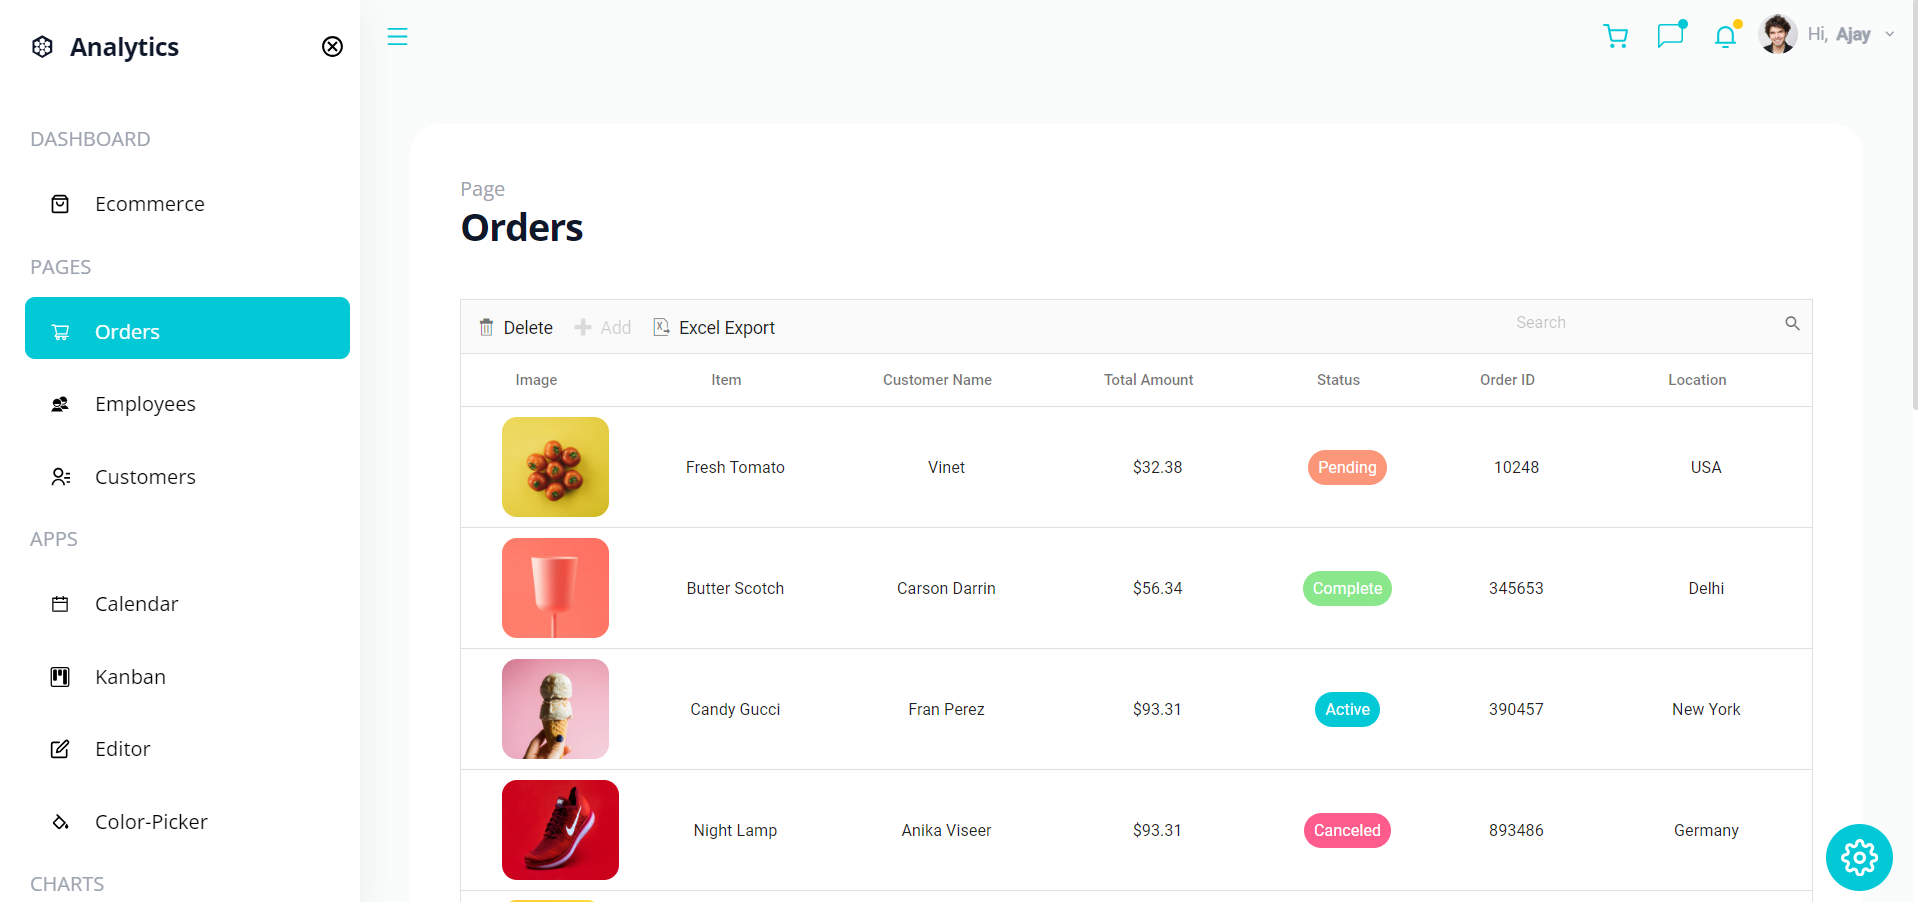 Analytics
Hi, Ajay
DASHBOARD
Ecommerce
PAGES
Orders
Employees
Customers
APPS
Calendar
Kanban
Editor
Color-Picker
CHARTS
Page
Orders
Delete Add Excel Export Search
Image Item Customer Name Total Amount Status Order ID Location
Fresh Tomato Vinet $32.38 Pending 10248 USA
Butter Scotch Carson Darrin $56.34 Complete 345653 Delhi
Candy Gucci Fran Perez $93.31 Active 390457 New York
Night Lamp Anika Viseer $93.31 Canceled 893486 Germany